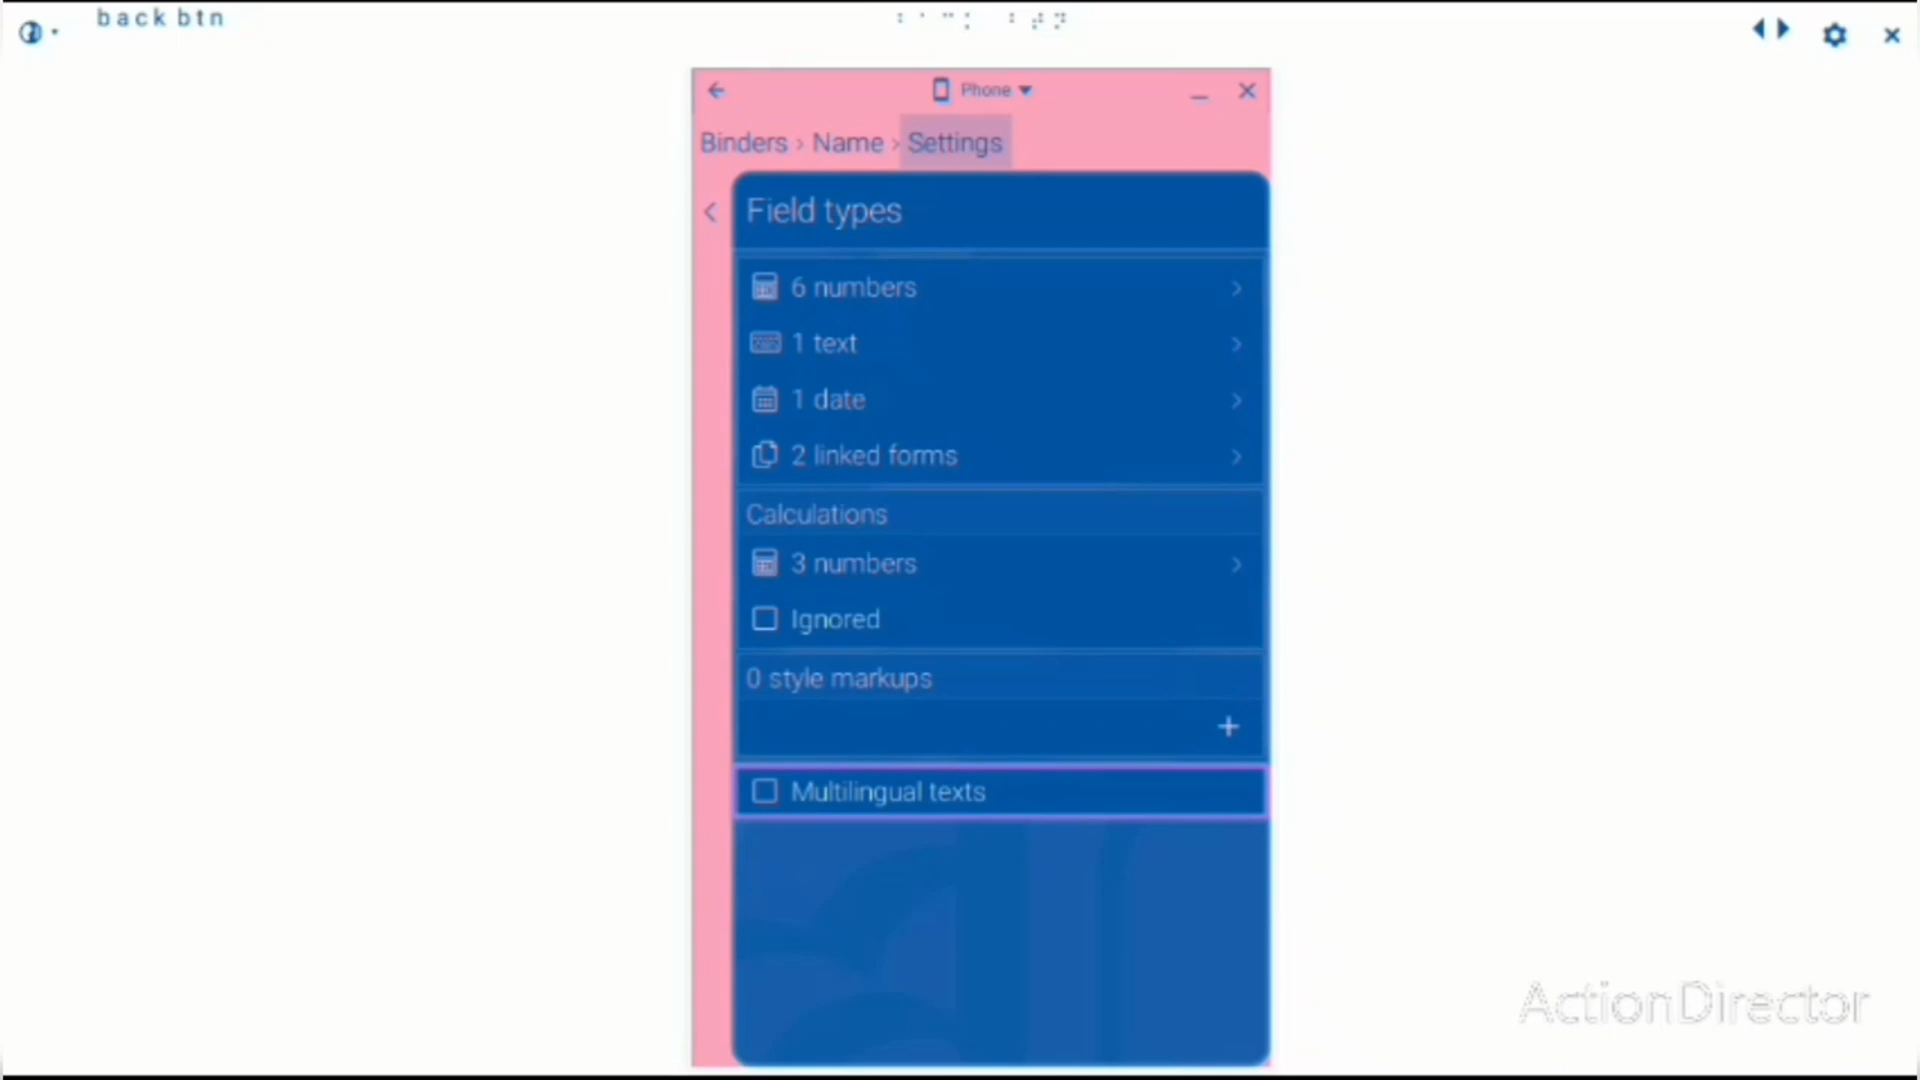 back btn
Phone
Binders › Name › Settings
Field types
6 numbers
1 text
1 date
2 linked forms
Calculations
3 numbers
Ignored
0 style markups
Multilingual texts
ActionDirector